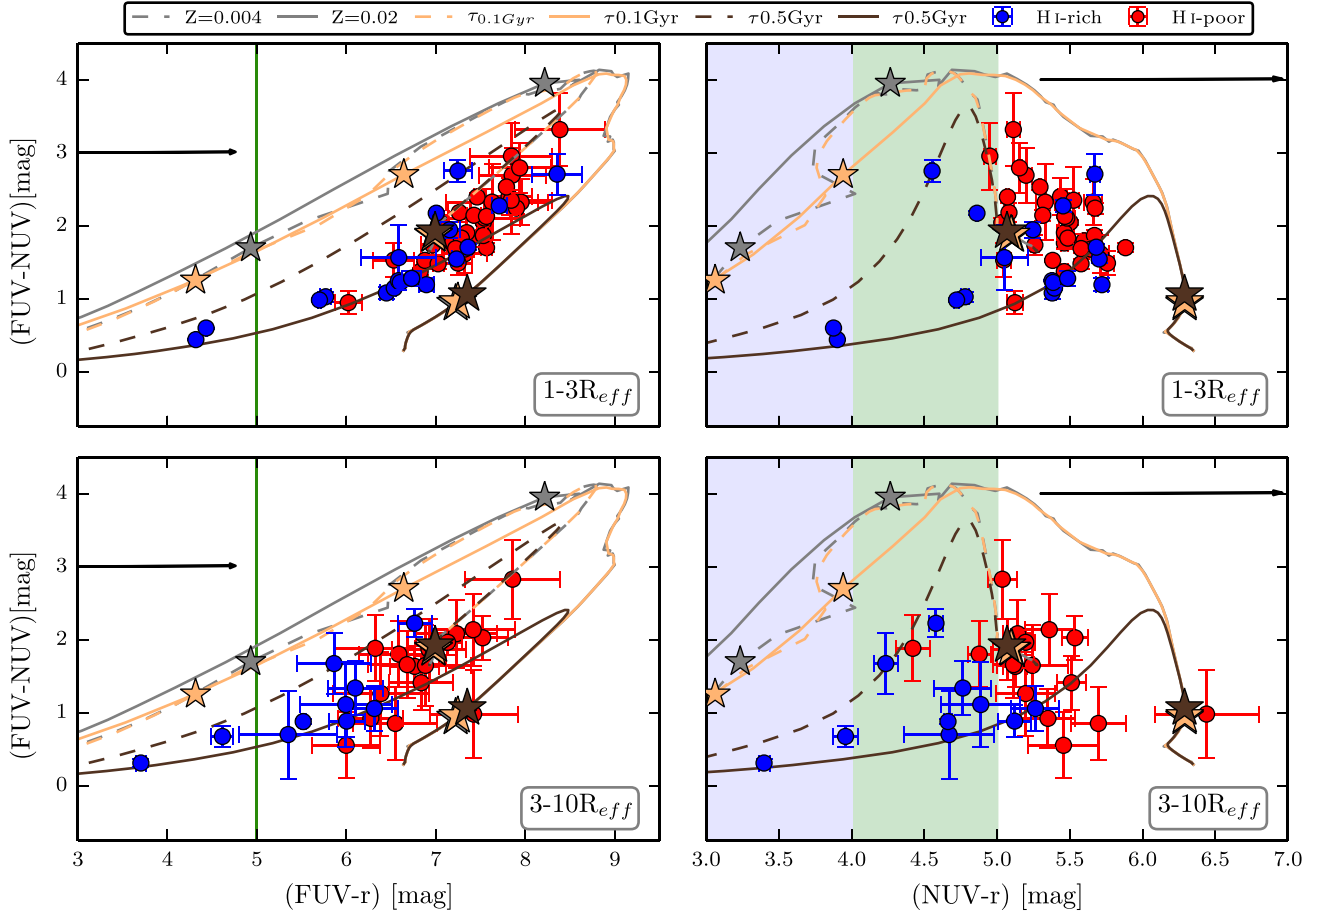 Z=0.004 Z=0.02 τ0.1Gyr τ0.1Gyr τ0.5Gyr τ0.5Gyr H I-rich H I-poor
(FUV-NUV)[mag]
4
3
2
1
0
1-3Reff
1-3Reff
(FUV-NUV)[mag]
4
3
2
1
0
3-10Reff
3-10Reff
3 4 5 6 7 8 9
3.0 3.5 4.0 4.5 5.0 5.5 6.0 6.5 7.0
(FUV-r) [mag]
(NUV-r) [mag]